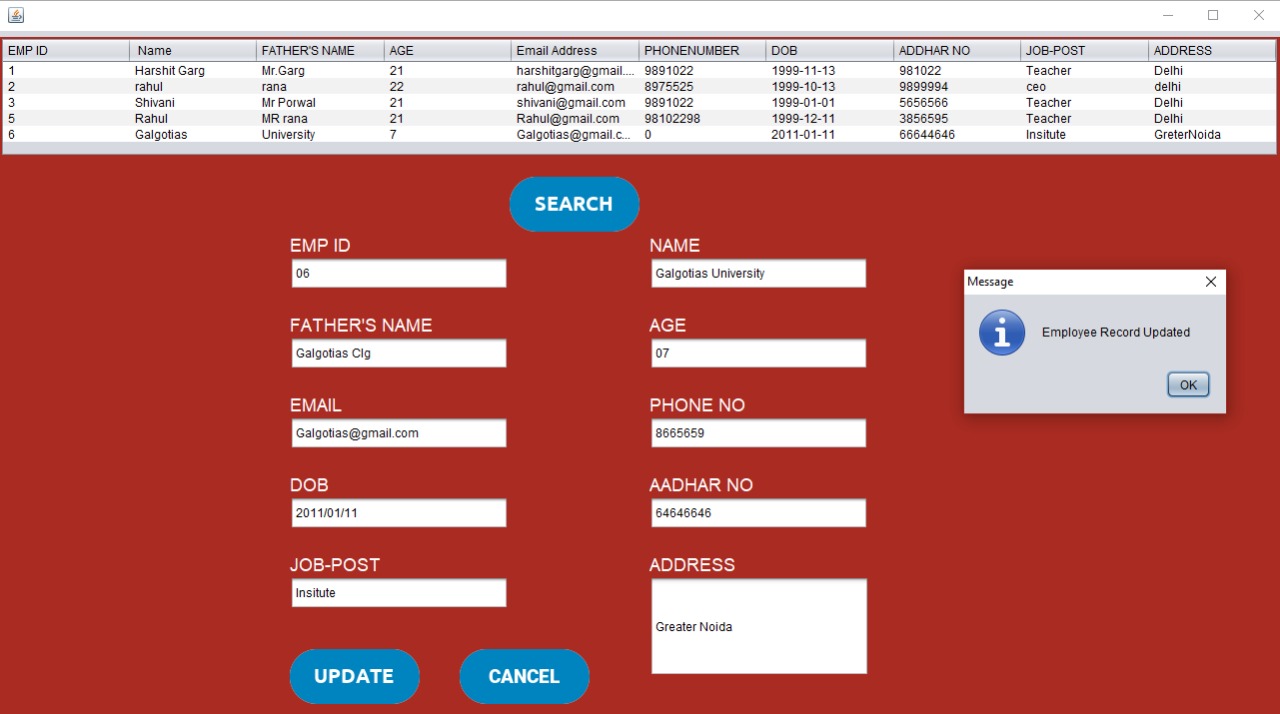 EMP ID Name FATHER'S NAME AGE Email Address PHONENUMBER DOB ADDHAR NO JOB-POST ADDRESS
1 Harshit Garg Mr.Garg 21 harshitgarg@gmail.... 9891022 1999-11-13 981022 Teacher Delhi
2 rahul rana 22 rahul@gmail.com 8975525 1999-10-13 9899994 ceo delhi
3 Shivani Mr Porwal 21 shivani@gmail.com 9891022 1999-01-01 5656566 Teacher Delhi
5 Rahul MR rana 21 Rahul@gmail.com 98102298 1999-12-11 3856595 Teacher Delhi
6 Galgotias University 7 Galgotias@gmail.c... 0 2011-01-11 66644646 Insitute GreterNoida
SEARCH
EMP ID NAME
06 Galgotias University
Message
FATHER'S NAME AGE
Employee Record Updated
Galgotias Clg 07
OK
EMAIL PHONE NO
Galgotias@gmail.com 8665659
DOB AADHAR NO
2011/01/11 64646646
JOB-POST ADDRESS
Insitute
Greater Noida
UPDATE CANCEL